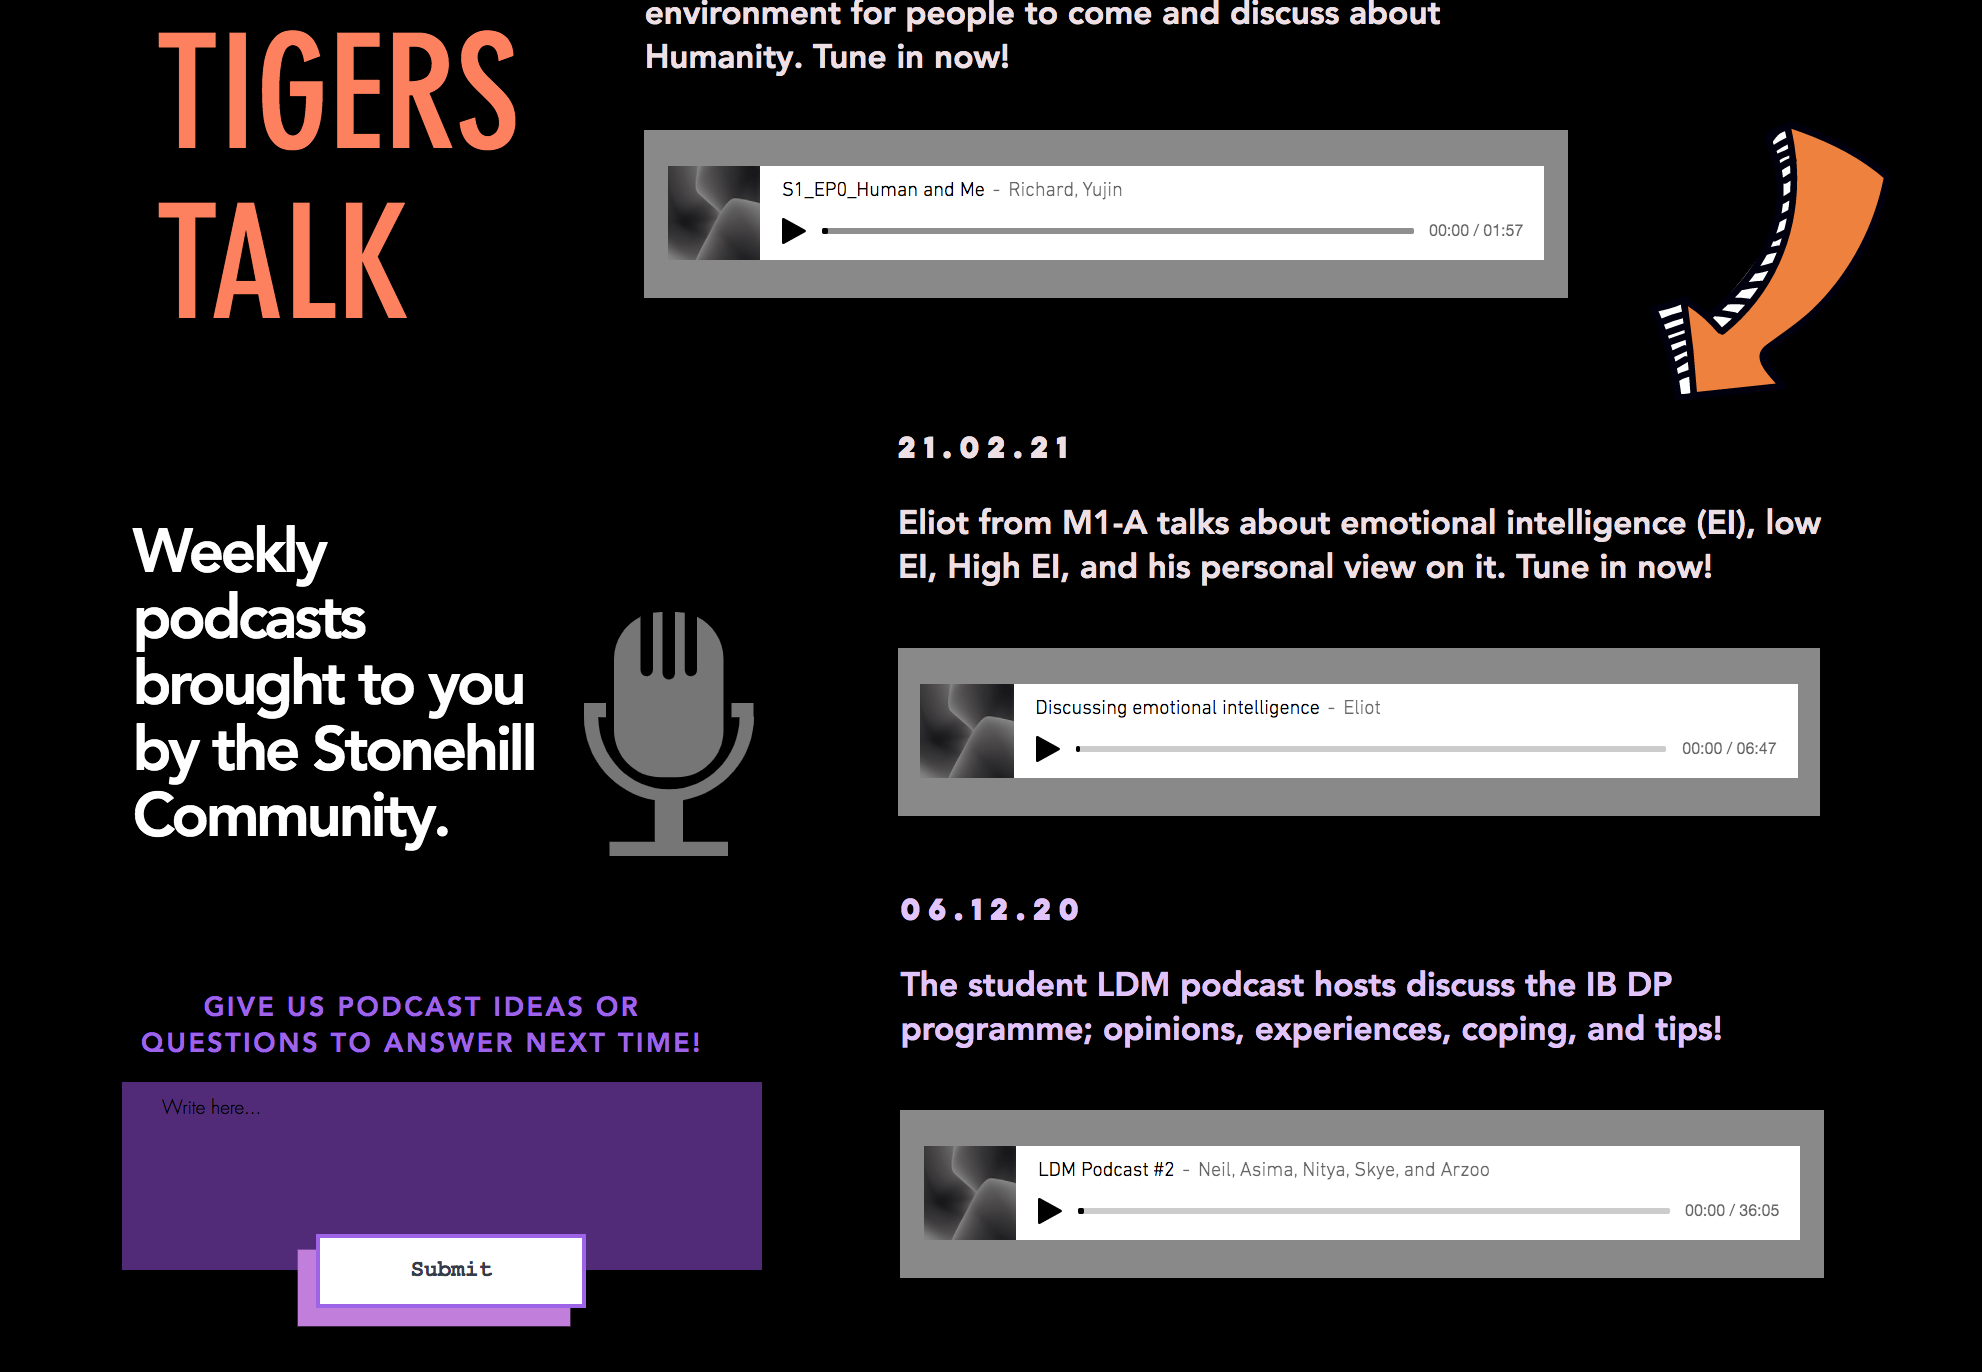 TIGERS
TALK
environment for people to come and discuss about
Humanity. Tune in now!
S1_EP0_Human and Me - Richard, Yujin
00:00 / 01:57
Weekly
podcasts
brought to you
by the Stonehill
Community.
21.02.21
Eliot from M1-A talks about emotional intelligence (EI), low
EI, High EI, and his personal view on it. Tune in now!
Discussing emotional intelligence - Eliot
00:00 / 06:47
06.12.20
The student LDM podcast hosts discuss the IB DP
programme; opinions, experiences, coping, and tips!
LDM Podcast #2 - Neil, Asima, Nitya, Skye, and Arzoo
00:00 / 36:05
GIVE US PODCAST IDEAS OR
QUESTIONS TO ANSWER NEXT TIME!
Write here...
Submit